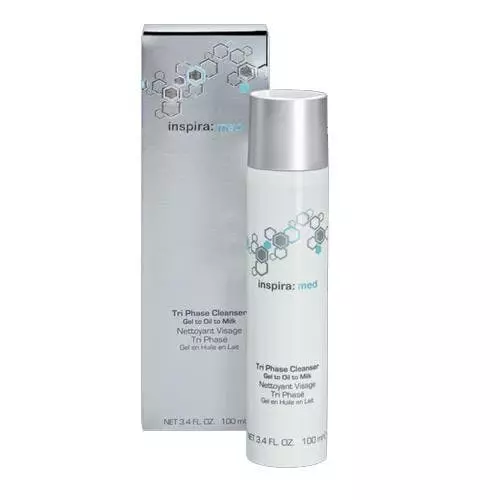 inspira: med
Tri Phase Cleanser
Gel to Oil to Milk
Nettoyant Visage
Tri Phase
Gel en Huile en Lait
NET 3.4 FL. OZ. 100 mL
inspira: med
Tri Phase Cleanser
Gel to Oil to Milk
Nettoyant Visage
Tri Phase
Gel en Huile en Lait
NET 3.4 FL. OZ. 100 mL